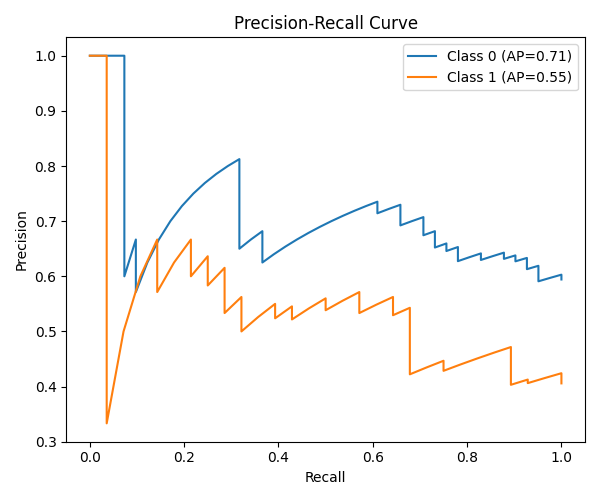 Precision-Recall Curve
Class 0 (AP=0.71)
Class 1 (AP=0.55)
Precision
1.0
0.9
0.8
0.7
0.6
0.5
0.4
0.3
0.0 0.2 0.4 0.6 0.8 1.0
Recall